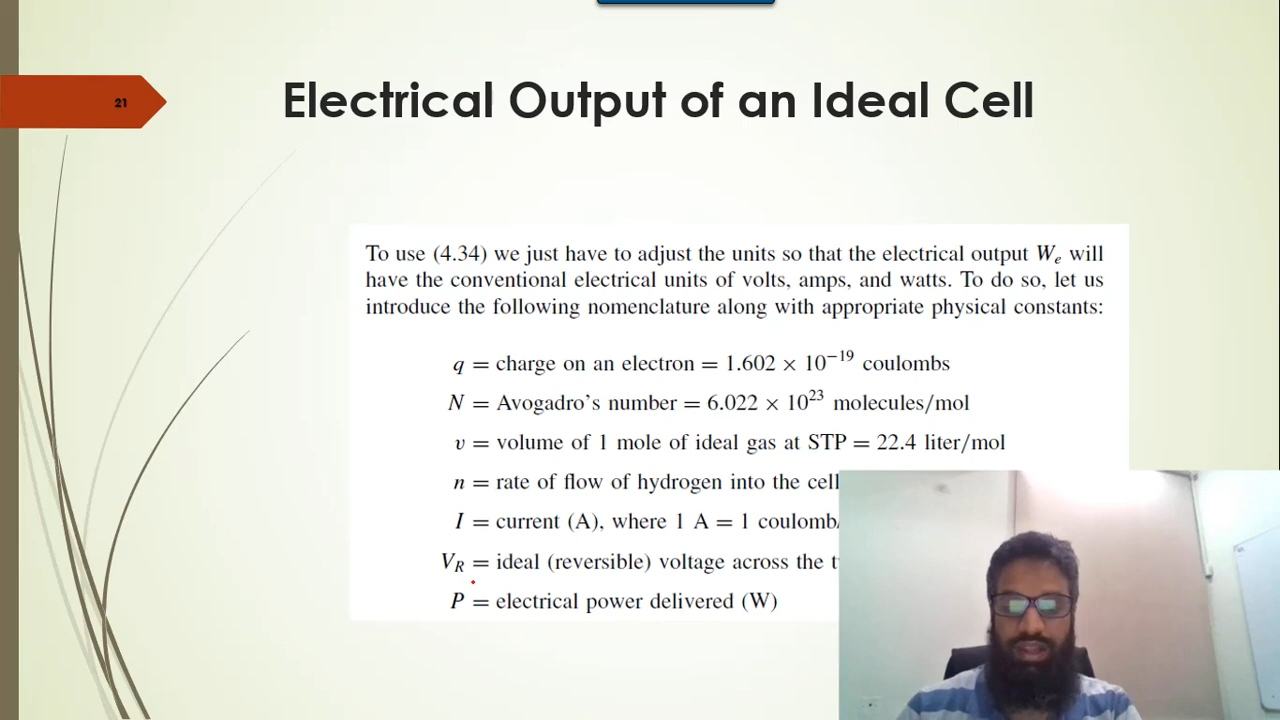 21
Electrical Output of an Ideal Cell
To use (4.34) we just have to adjust the units so that the electrical output Wₑ will
have the conventional electrical units of volts, amps, and watts. To do so, let us
introduce the following nomenclature along with appropriate physical constants:
q = charge on an electron = 1.602 × 10⁻¹⁹ coulombs
N = Avogadro's number = 6.022 × 10²³ molecules/mol
v = volume of 1 mole of ideal gas at STP = 22.4 liter/mol
n = rate of flow of hydrogen into the cell
I = current (A), where 1 A = 1 coulomb/
V_R = ideal (reversible) voltage across the
P = electrical power delivered (W)